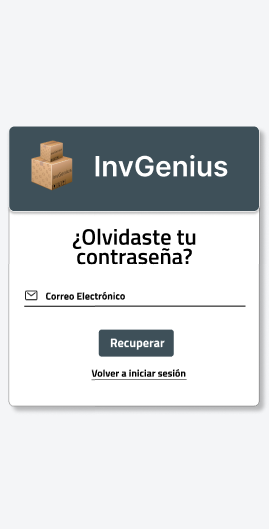 InvGenius
¿Olvidaste tu
contraseña?
Correo Electrónico
Recuperar
Volver a iniciar sesión